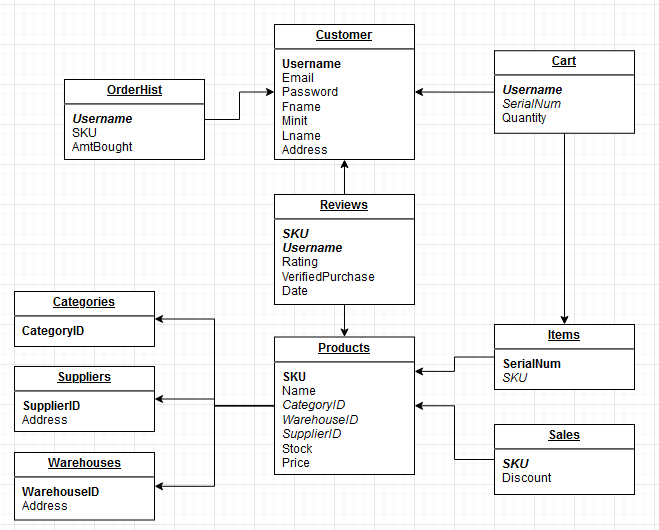 Customer
Username
Email
Password
Fname
Minit
Lname
Address
OrderHist
Username
SKU
AmtBought
Cart
Username
SerialNum
Quantity
Reviews
SKU
Username
Rating
VerifiedPurchase
Date
Categories
CategoryID
Suppliers
SupplierID
Address
Warehouses
WarehouseID
Address
Products
SKU
Name
CategoryID
WarehouseID
SupplierID
Stock
Price
Items
SerialNum
SKU
Sales
SKU
Discount